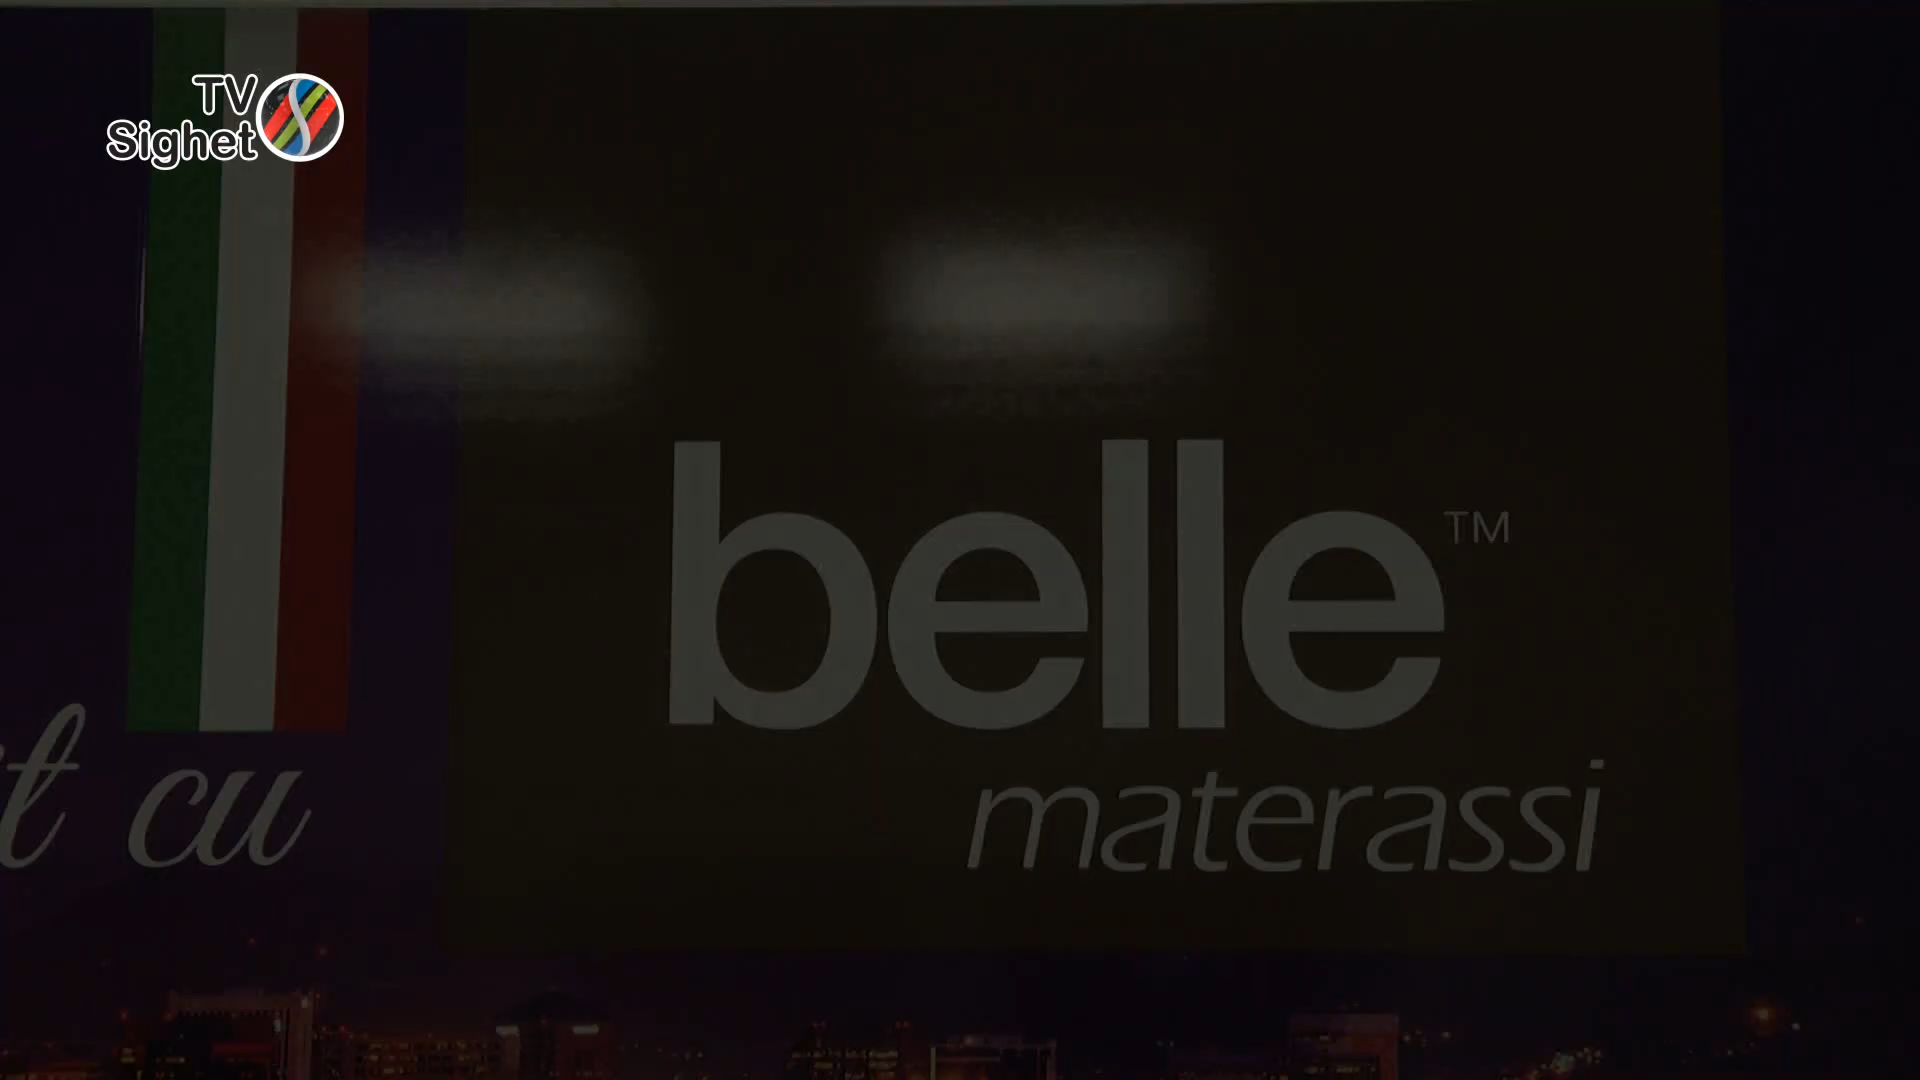 TV
Sighet
belle™
cu
materassi